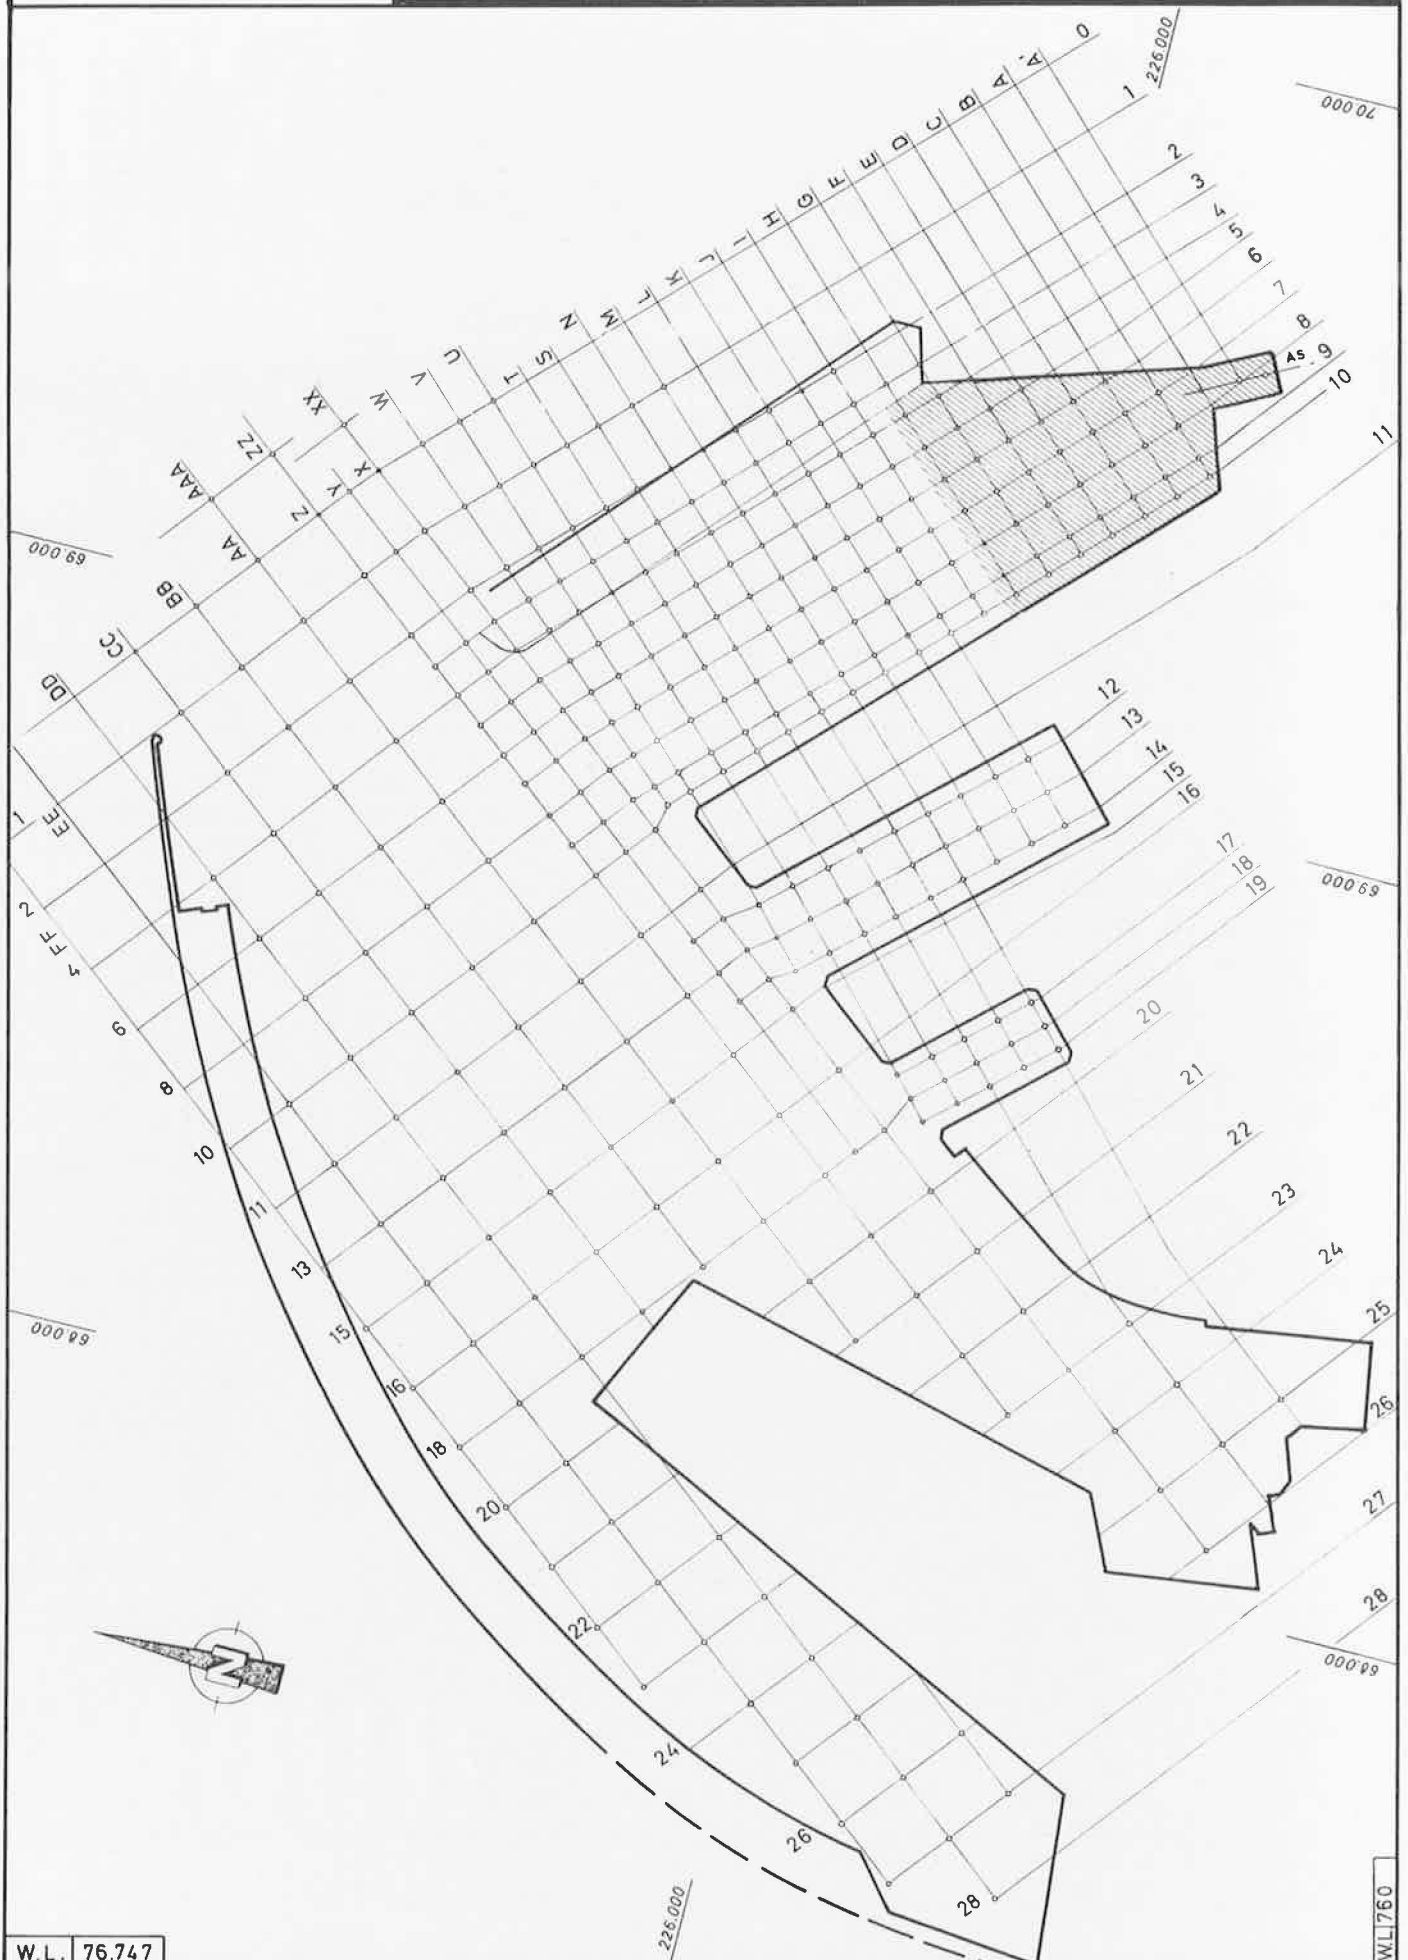 226.000
70.000
0
1
2
3
4
5
6
7
8
9
10
11
A'
A
B
C
D
E
F
G
H
I
J
K
L
M
N
S
T
U
V
W
XX
X
Y
Z
ZZ
AAA
AA
BB
CC
DD
EE
FF
AS
69.000
69.000
12
13
14
15
16
17
18
19
20
21
22
23
24
25
26
27
28
1
2
4
6
8
10
11
13
15
16
18
20
22
24
26
28
68.000
68.000
N
226.000
W.L. 76.747
W.L 760